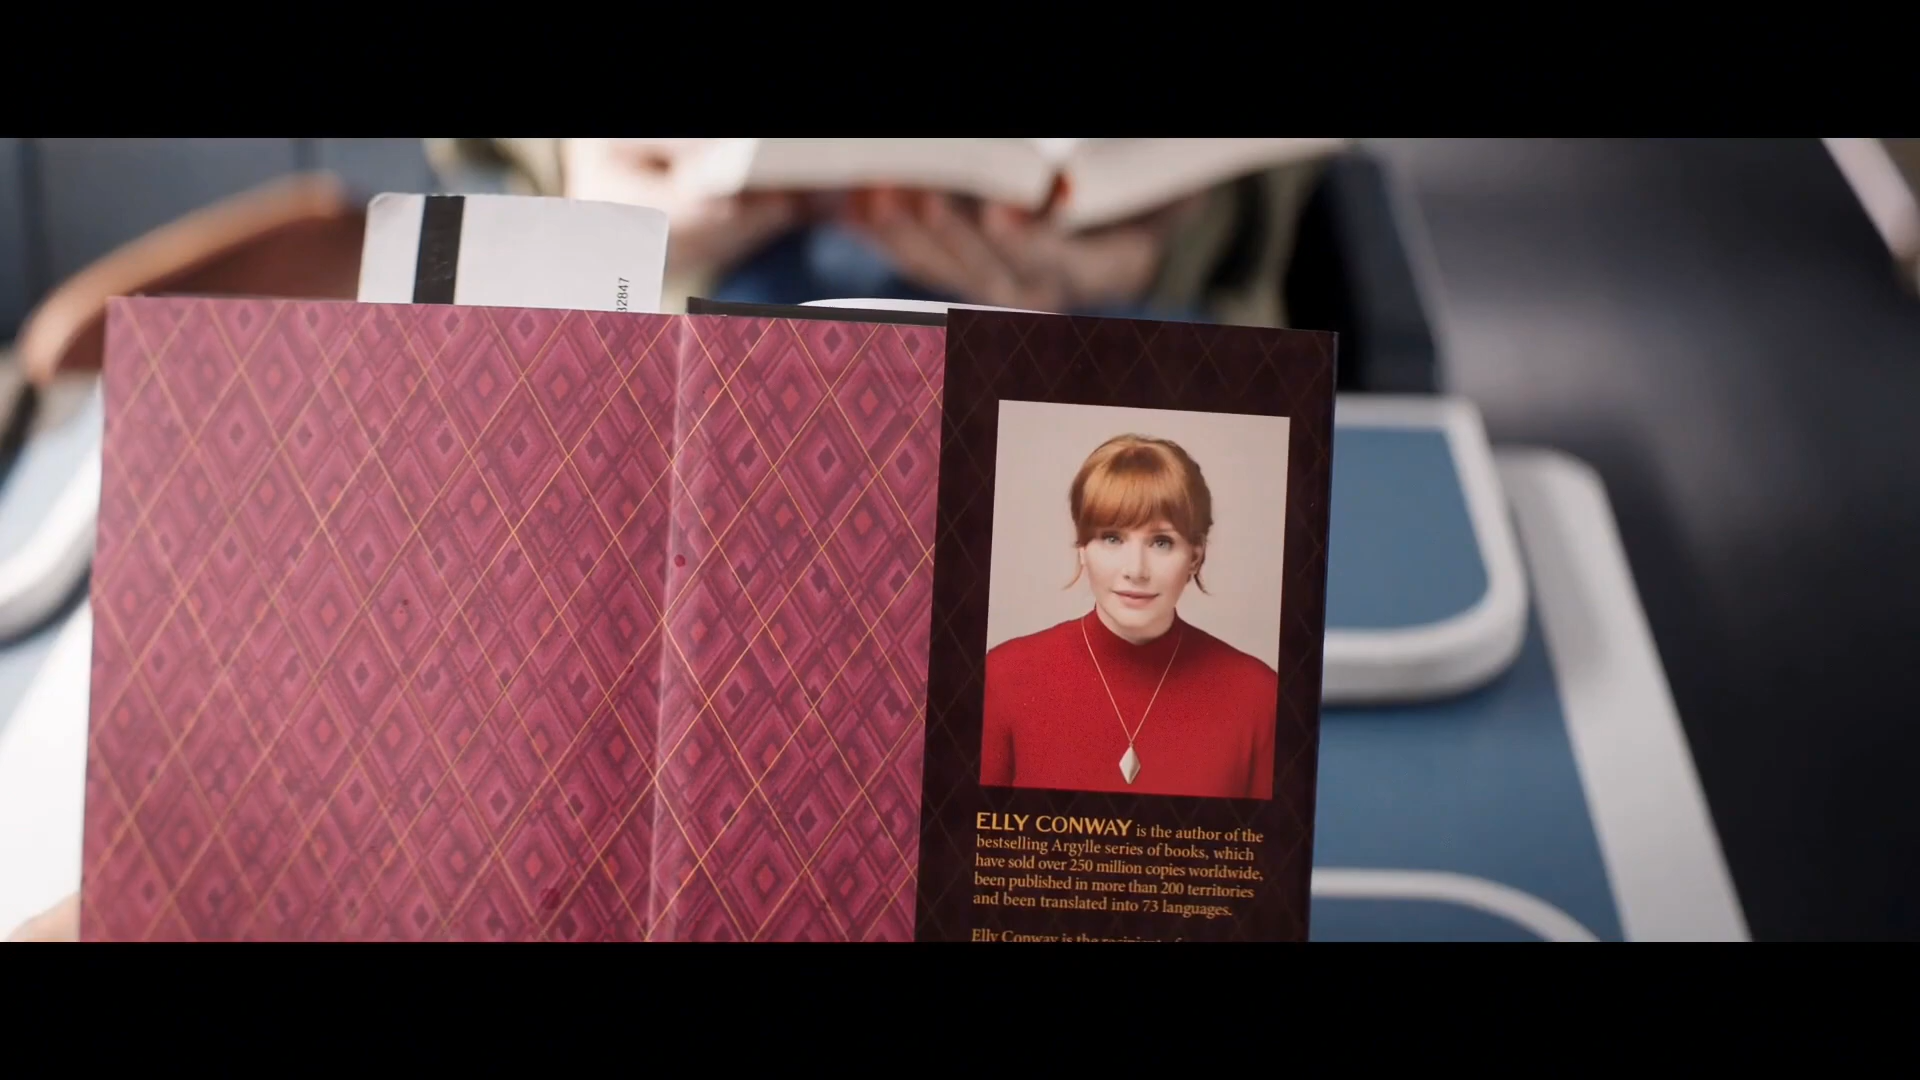 32847
ELLY CONWAY is the author of the
bestselling Argylle series of books, which
have sold over 250 million copies worldwide,
been published in more than 200 territories
and been translated into 73 languages.
Elly Conway is the recipient of